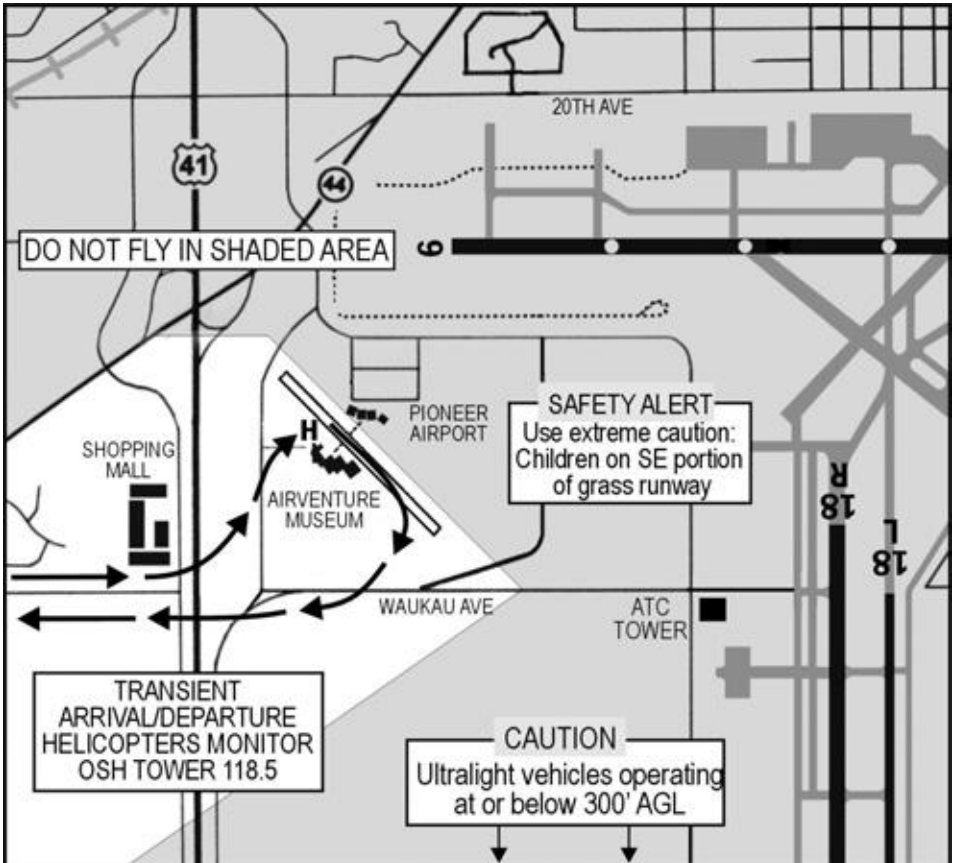 20TH AVE
41
44
DO NOT FLY IN SHADED AREA
9
SAFETY ALERT
Use extreme caution:
Children on SE portion
of grass runway
PIONEER
AIRPORT
H
SHOPPING
MALL
AIRVENTURE
MUSEUM
18
R
18
L
WAUKAU AVE
ATC
TOWER
TRANSIENT
ARRIVAL/DEPARTURE
HELICOPTERS MONITOR
OSH TOWER 118.5
CAUTION
Ultralight vehicles operating
at or below 300' AGL